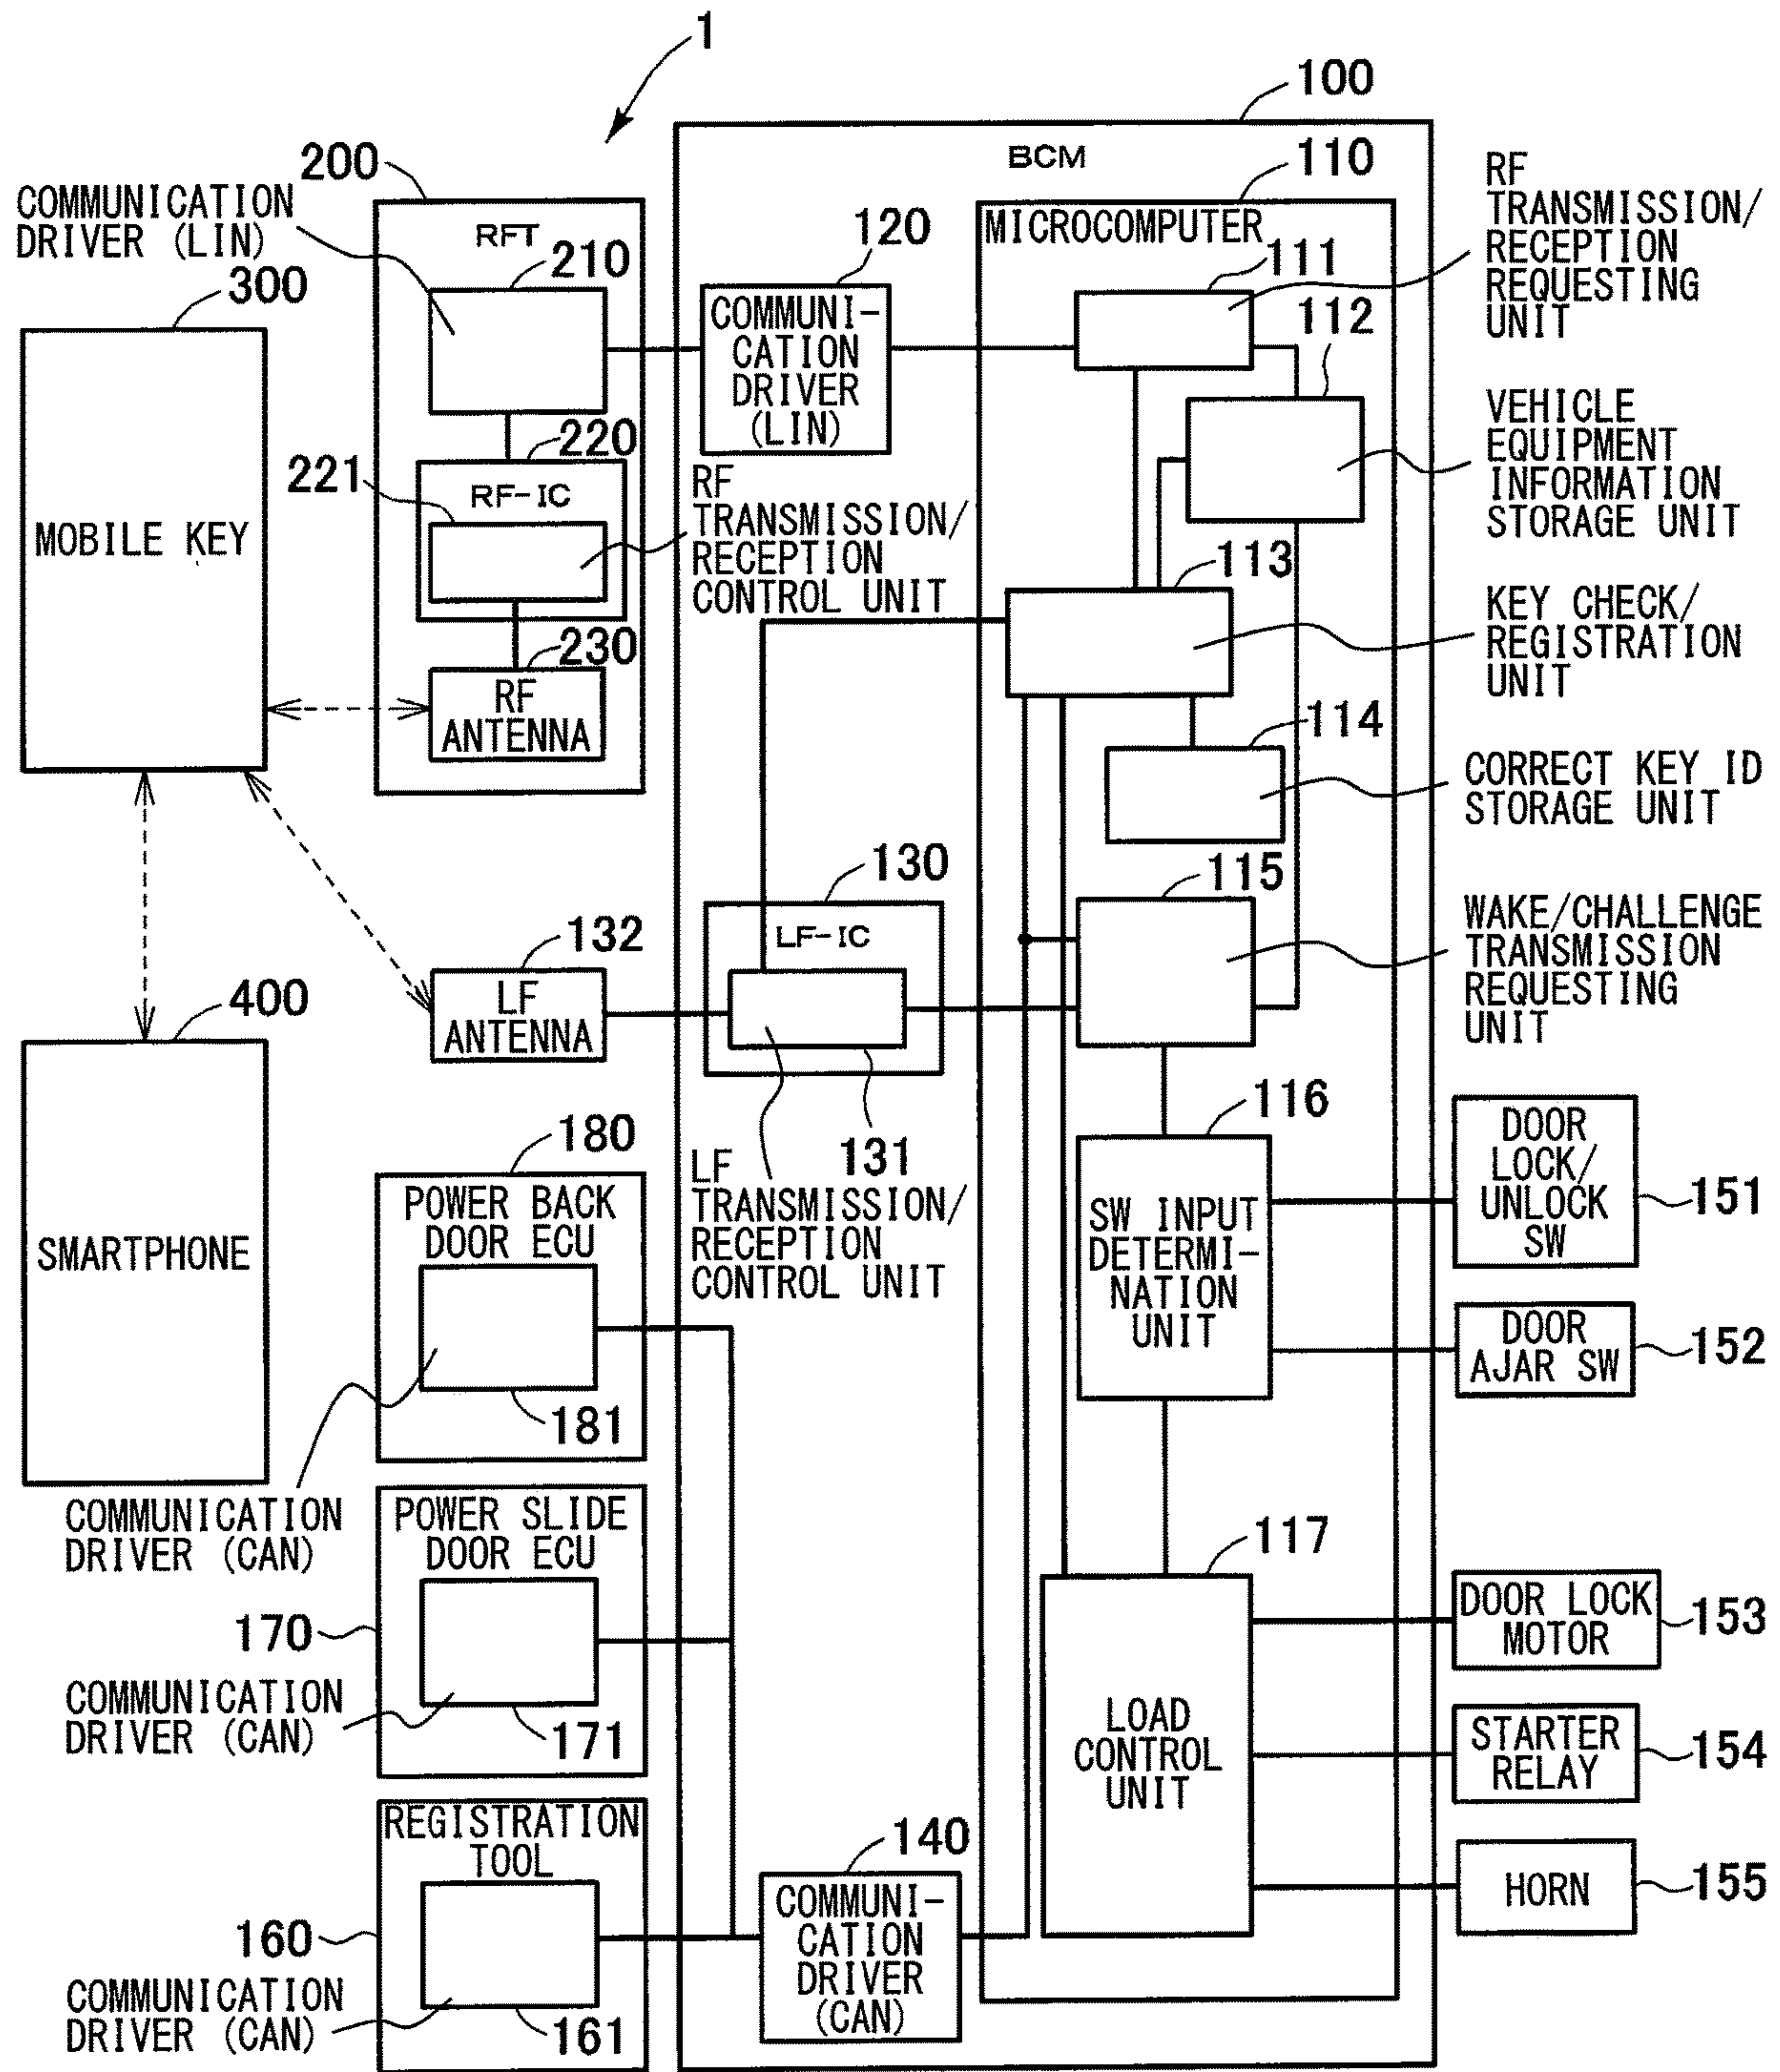 1
100
BCM
200
RFT
COMMUNICATION
DRIVER (LIN)
210
300
MOBILE KEY
220
RF-IC
221
230
RF
ANTENNA
120
COMMUNI-
CATION
DRIVER
(LIN)
RF
TRANSMISSION/
RECEPTION
CONTROL UNIT
110
MICROCOMPUTER
111
RF
TRANSMISSION/
RECEPTION
REQUESTING
UNIT
112
VEHICLE
EQUIPMENT
INFORMATION
STORAGE UNIT
113
KEY CHECK/
REGISTRATION
UNIT
114
CORRECT KEY ID
STORAGE UNIT
130
LF-IC
131
LF
TRANSMISSION/
RECEPTION
CONTROL UNIT
132
LF
ANTENNA
115
WAKE/CHALLENGE
TRANSMISSION
REQUESTING
UNIT
400
SMARTPHONE
116
SW INPUT
DETERMI-
NATION
UNIT
DOOR
LOCK/
UNLOCK
SW
151
DOOR
AJAR SW
152
180
POWER BACK
DOOR ECU
181
COMMUNICATION
DRIVER (CAN)
POWER SLIDE
DOOR ECU
170
171
COMMUNICATION
DRIVER (CAN)
117
LOAD
CONTROL
UNIT
DOOR LOCK
MOTOR
153
STARTER
RELAY
154
HORN
155
REGISTRATION
TOOL
160
161
COMMUNICATION
DRIVER (CAN)
140
COMMUNI-
CATION
DRIVER
(CAN)